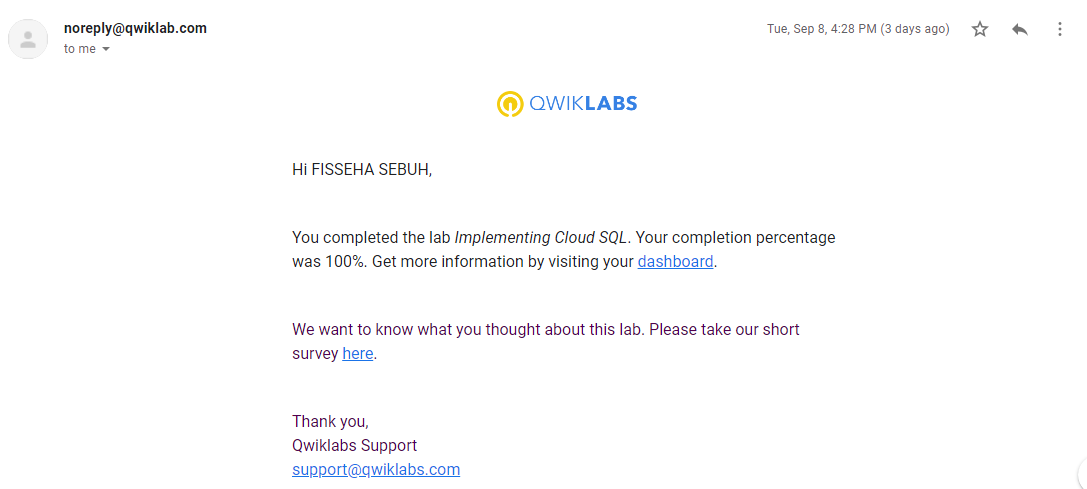 noreply@qwiklab.com
Tue, Sep 8, 4:28 PM (3 days ago)
to me
QWIKLABS
Hi FISSEHA SEBUH,
You completed the lab Implementing Cloud SQL. Your completion percentage
was 100%. Get more information by visiting your dashboard.
We want to know what you thought about this lab. Please take our short
survey here.
Thank you,
Qwiklabs Support
support@qwiklabs.com